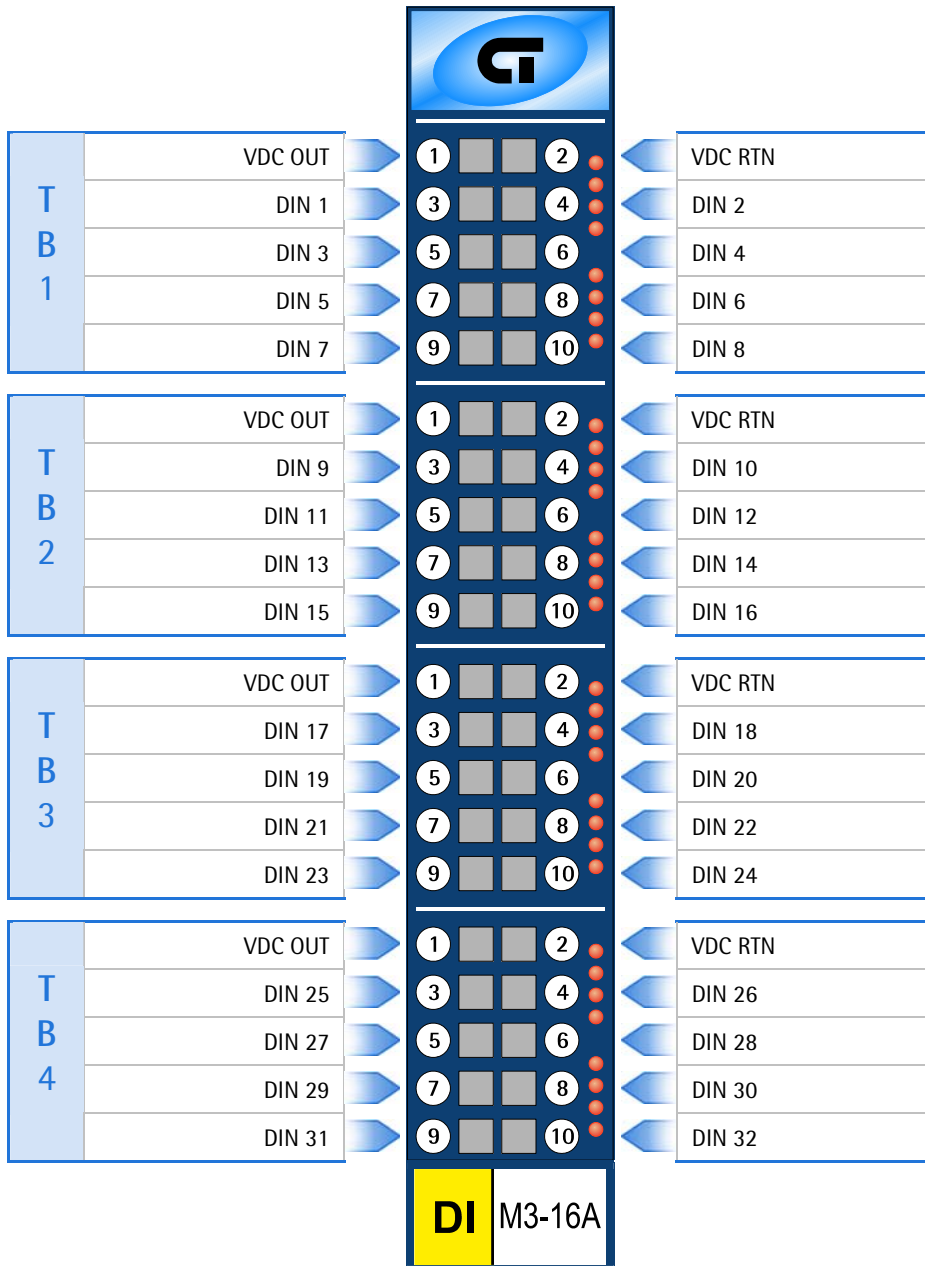 CT
TB1
VDC OUT 1 2 VDC RTN
DIN 1 3 4 DIN 2
DIN 3 5 6 DIN 4
DIN 5 7 8 DIN 6
DIN 7 9 10 DIN 8
TB2
VDC OUT 1 2 VDC RTN
DIN 9 3 4 DIN 10
DIN 11 5 6 DIN 12
DIN 13 7 8 DIN 14
DIN 15 9 10 DIN 16
TB3
VDC OUT 1 2 VDC RTN
DIN 17 3 4 DIN 18
DIN 19 5 6 DIN 20
DIN 21 7 8 DIN 22
DIN 23 9 10 DIN 24
TB4
VDC OUT 1 2 VDC RTN
DIN 25 3 4 DIN 26
DIN 27 5 6 DIN 28
DIN 29 7 8 DIN 30
DIN 31 9 10 DIN 32
DI M3-16A